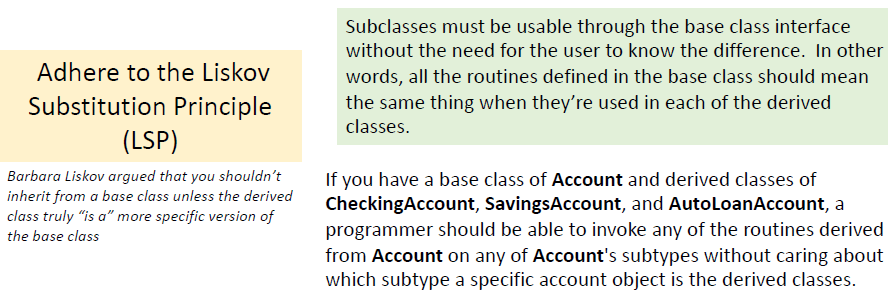 Adhere to the Liskov
Substitution Principle
(LSP)
Barbara Liskov argued that you shouldn’t
inherit from a base class unless the derived
class truly “is a” more specific version of
the base class
Subclasses must be usable through the base class interface
without the need for the user to know the difference.  In other
words, all the routines defined in the base class should mean
the same thing when they’re used in each of the derived
classes.
If you have a base class of Account and derived classes of
CheckingAccount, SavingsAccount, and AutoLoanAccount, a
programmer should be able to invoke any of the routines derived
from Account on any of Account's subtypes without caring about
which subtype a specific account object is the derived classes.